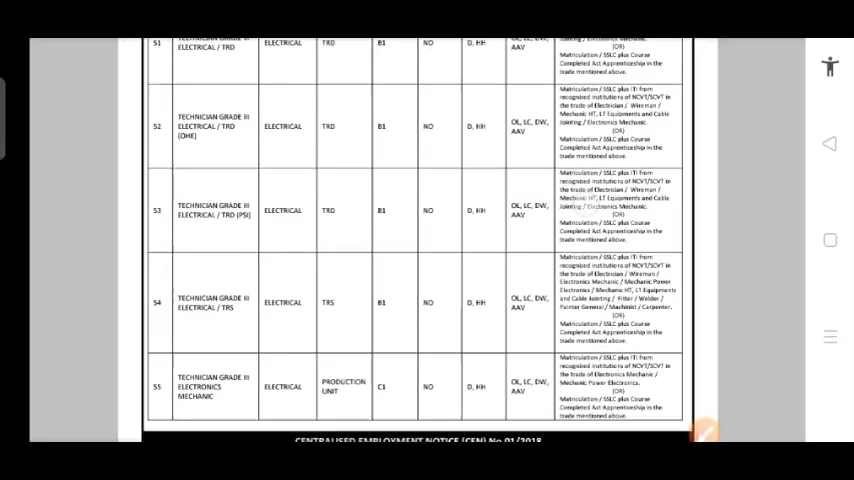 51
ELECTRICAL / TRD
ELECTRICAL
TRD
B1
NO
D, HH
OL, LC, DW,
AAV
Jointing / Electronics Mechanic.
(OR)
Matriculation / SSLC plus Course
Completed Act Apprenticeship in the
trade mentioned above.
52
TECHNICIAN GRADE III
ELECTRICAL / TRD
(OHE)
ELECTRICAL
TRD
B1
NO
D, HH
OL, LC, DW,
AAV
Matriculation / SSLC plus ITI from
recognized institutions of NCVT/SCVT in
the trade of Electrician / Wireman /
Mechanic HT, LT Equipments and Cable
Jointing / Electronics Mechanic.
(OR)
Matriculation / SSLC plus Course
Completed Act Apprenticeship in the
trade mentioned above.
53
TECHNICIAN GRADE III
ELECTRICAL / TRD (PSI)
ELECTRICAL
TRD
B1
NO
D, HH
OL, LC, DW,
AAV
Matriculation / SSLC plus ITI from
recognized institutions of NCVT/SCVT in
the trade of Electrician / Wireman /
Mechanic HT, LT Equipments and Cable
Jointing / Electronics Mechanic.
(OR)
Matriculation / SSLC plus Course
Completed Act Apprenticeship in the
trade mentioned above.
54
TECHNICIAN GRADE III
ELECTRICAL / TRS
ELECTRICAL
TRS
B1
NO
D, HH
OL, LC, DW,
AAV
Matriculation / SSLC plus ITI from
recognized institutions of NCVT/SCVT in
the trade of Electrician / Wireman /
Electronics Mechanic / Mechanic Power
Electronics / Mechanic HT, LT Equipments
and Cable Jointing / Fitter / Welder /
Painter General / Machinist / Carpenter.
(OR)
Matriculation / SSLC plus Course
Completed Act Apprenticeship in the
trade mentioned above.
55
TECHNICIAN GRADE III
ELECTRONICS
MECHANIC
ELECTRICAL
PRODUCTION
UNIT
C1
NO
D, HH
OL, LC, DW,
AAV
Matriculation / SSLC plus ITI from
recognized institutions of NCVT/SCVT in
the trade of Electronics Mechanic /
Mechanic Power Electronics.
(OR)
Matriculation / SSLC plus Course
Completed Act Apprenticeship in the
trade mentioned above.
CENTRALISED EMPLOYMENT NOTICE (CEN) No.01/2018